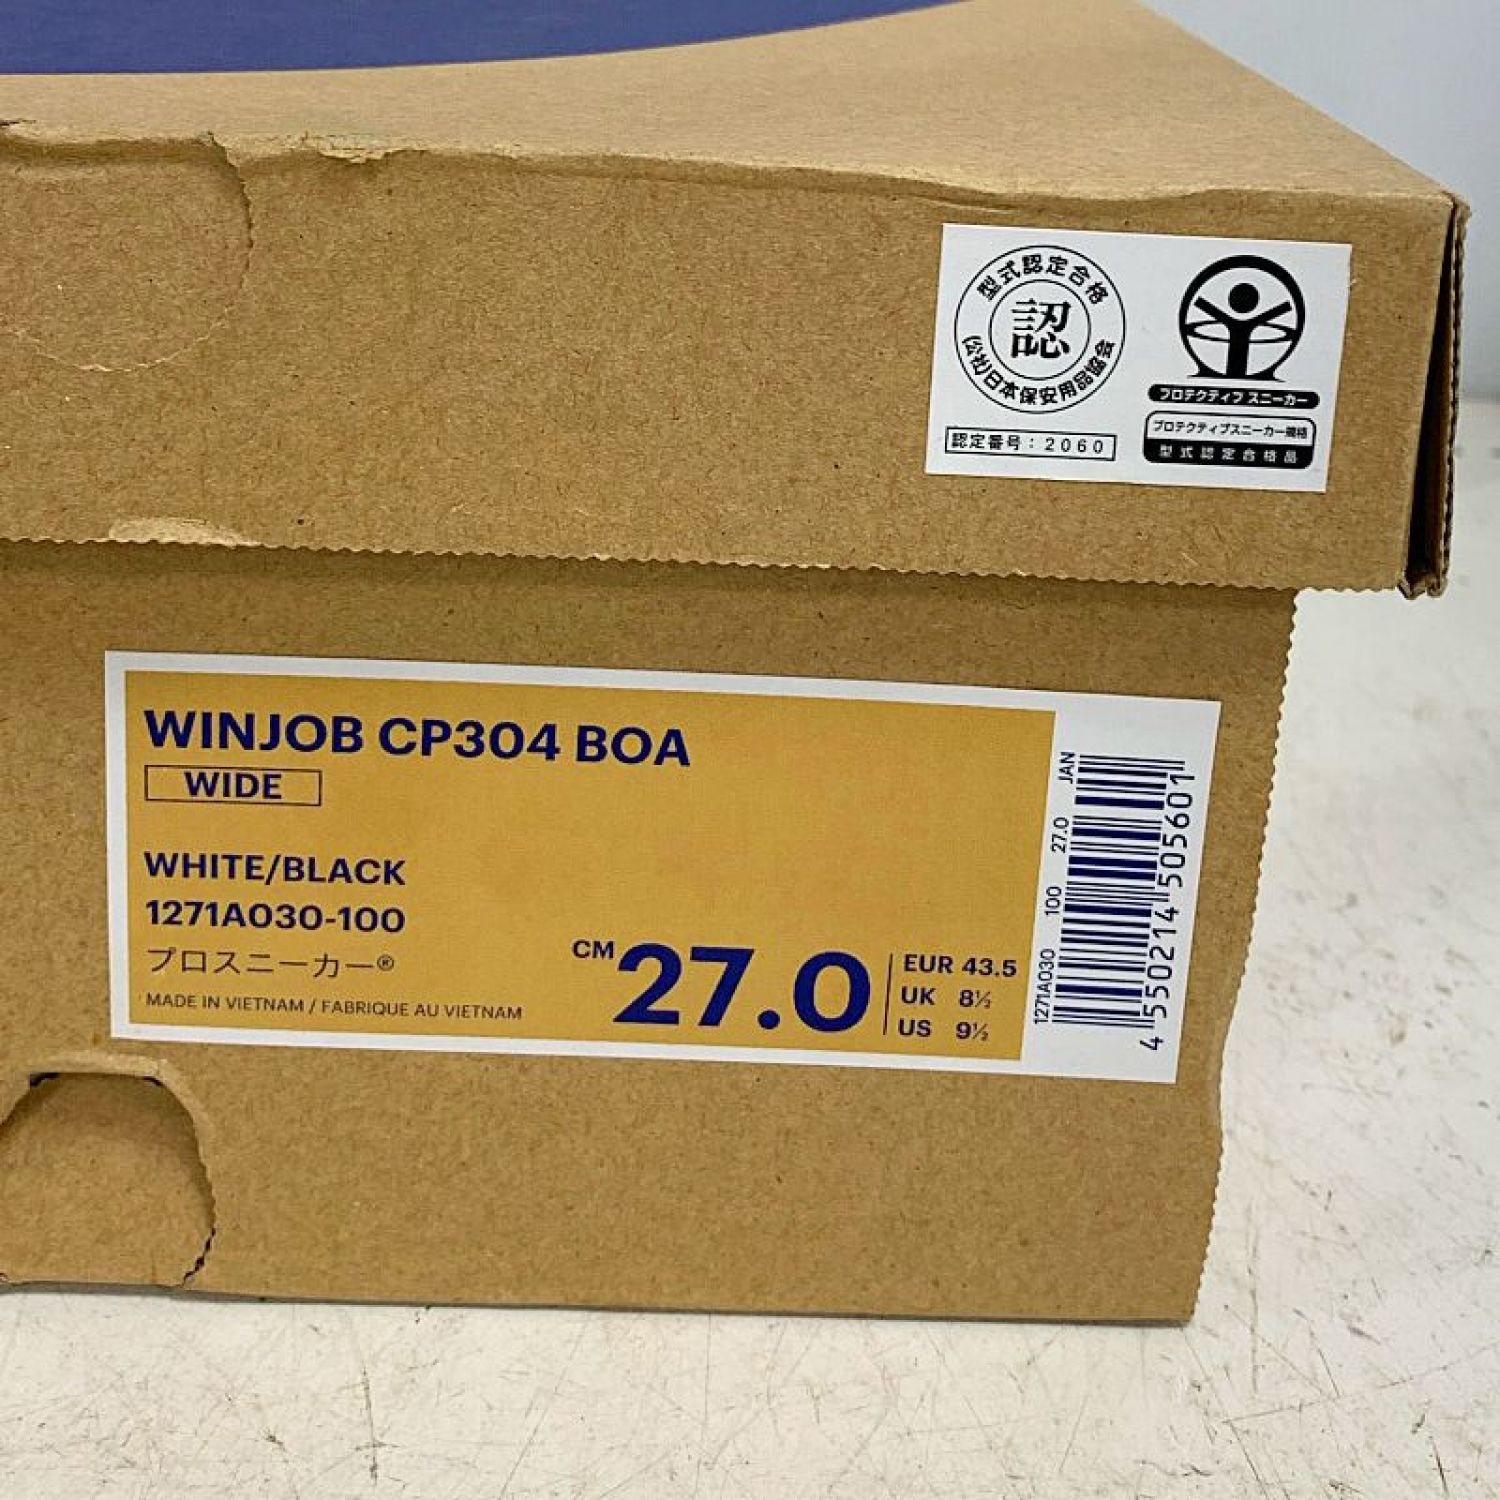 型式認定合格
認
(公社)日本保安用品協会
認定番号：2060
プロテクティブ スニーカー
プロテクティブスニーカー規格
型式認定合格品
WINJOB CP304 BOA
WIDE
WHITE/BLACK
1271A030-100
プロスニーカー®
MADE IN VIETNAM / FABRIQUE AU VIETNAM
CM 27.0
EUR 43.5
UK 8½
US 9½
1271A030 100 27.0 JAN
4 550214 505601